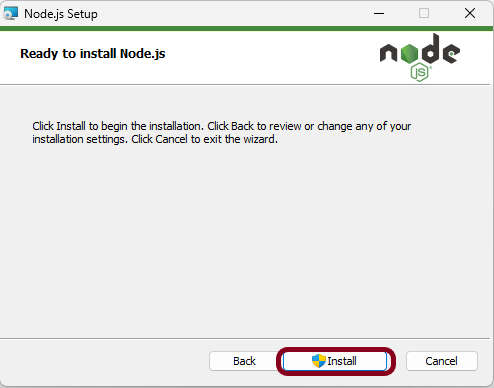 Node.js Setup
Ready to install Node.js
node
JS
Click Install to begin the installation. Click Back to review or change any of your
installation settings. Click Cancel to exit the wizard.
Back
Install
Cancel